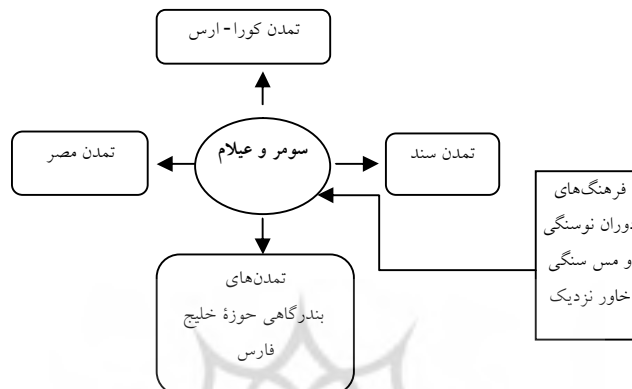 تمدن کورا - ارس
سومر و عیلام
تمدن سند
تمدن مصر
فرهنگ‌های
دوران نوسنگی
و مس سنگی
خاور نزدیک
تمدن‌های
بندرگاهی حوزهٔ خلیج
فارس